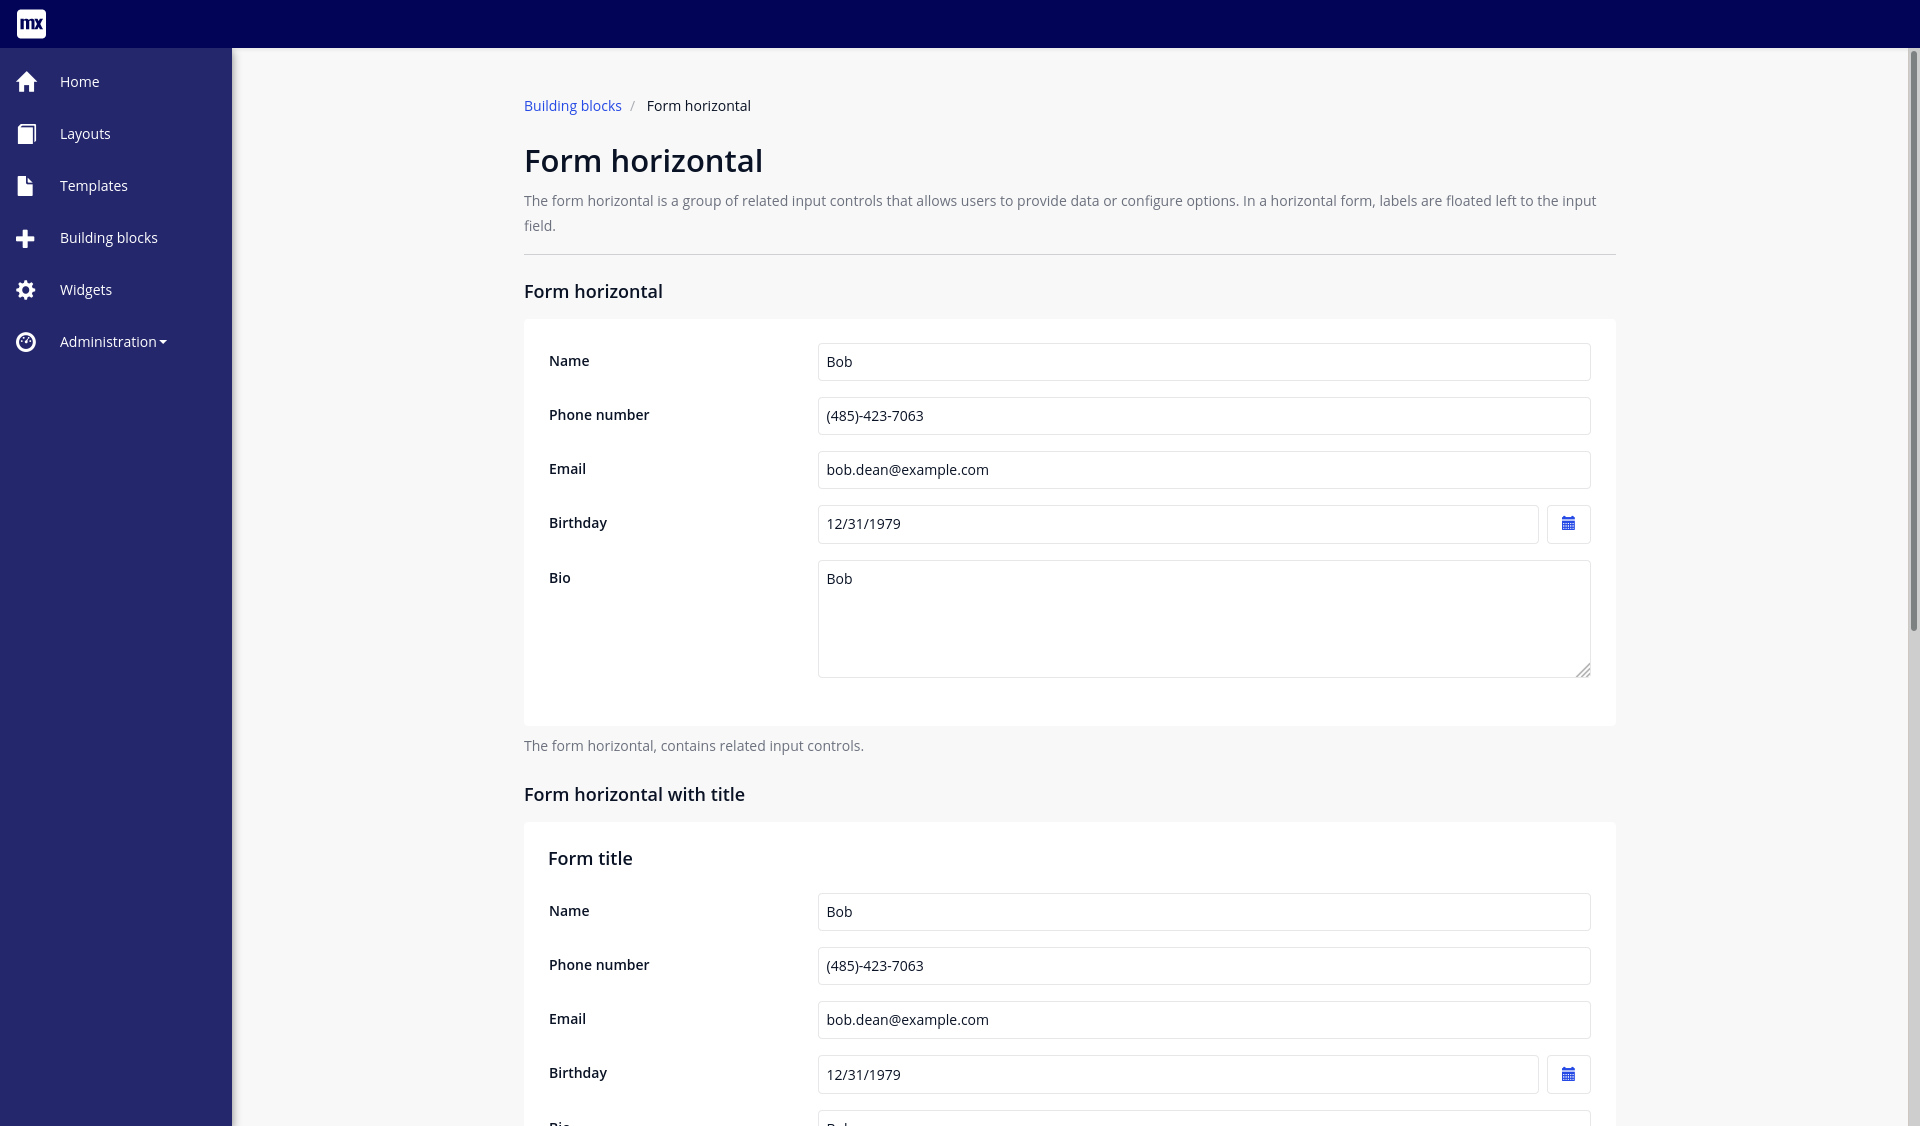 mx
Home
Layouts
Templates
Building blocks
Widgets
Administration
Building blocks / Form horizontal
Form horizontal
The form horizontal is a group of related input controls that allows users to provide data or configure options. In a horizontal form, labels are floated left to the input
field.
Form horizontal
Name Bob
Phone number (485)-423-7063
Email bob.dean@example.com
Birthday 12/31/1979
Bio Bob
The form horizontal, contains related input controls.
Form horizontal with title
Form title
Name Bob
Phone number (485)-423-7063
Email bob.dean@example.com
Birthday 12/31/1979